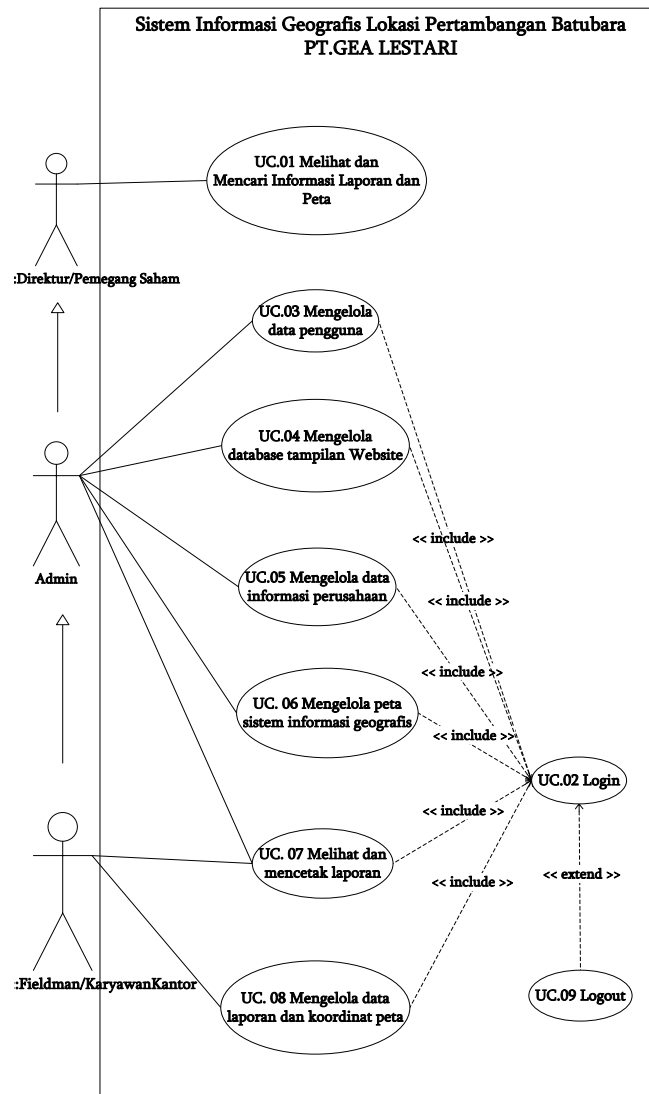 Sistem Informasi Geografis Lokasi Pertambangan Batubara
PT.GEA LESTARI
UC.01 Melihat dan
Mencari Informasi Laporan dan
Peta
:Direktur/Pemegang Saham
UC.03 Mengelola
data pengguna
UC.04 Mengelola
database tampilan Website
<< include >>
Admin
UC.05 Mengelola data
informasi perusahaan
<< include >>
<< include >>
UC. 06 Mengelola peta
sistem informasi geografis
<< include >>
UC.02 Login
<< include >>
UC. 07 Melihat dan
mencetak laporan
<< include >>
<< extend >>
:Fieldman/KaryawanKantor
UC. 08 Mengelola data
laporan dan koordinat peta
UC.09 Logout